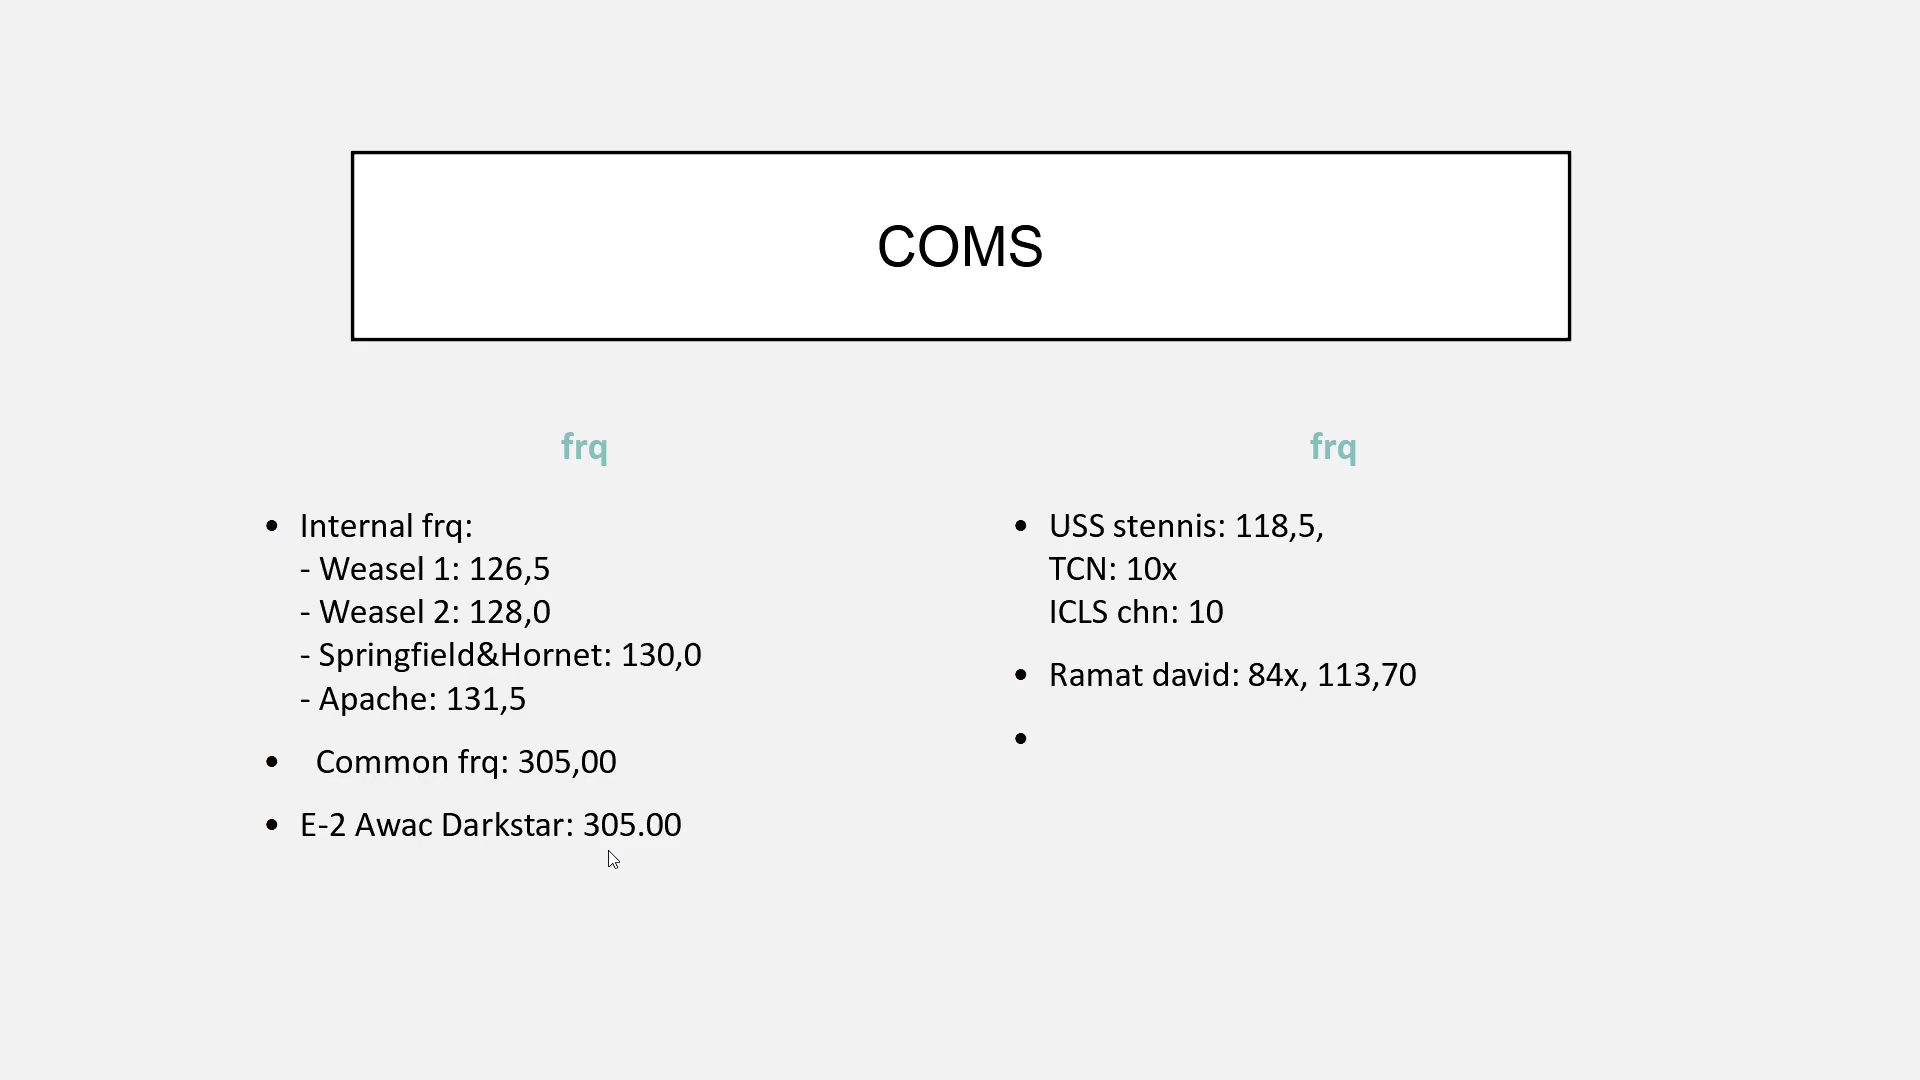 COMS
frq
• Internal frq:
- Weasel 1: 126,5
- Weasel 2: 128,0
- Springfield&Hornet: 130,0
- Apache: 131,5
• Common frq: 305,00
• E-2 Awac Darkstar: 305.00
frq
• USS stennis: 118,5,
TCN: 10x
ICLS chn: 10
• Ramat david: 84x, 113,70
•